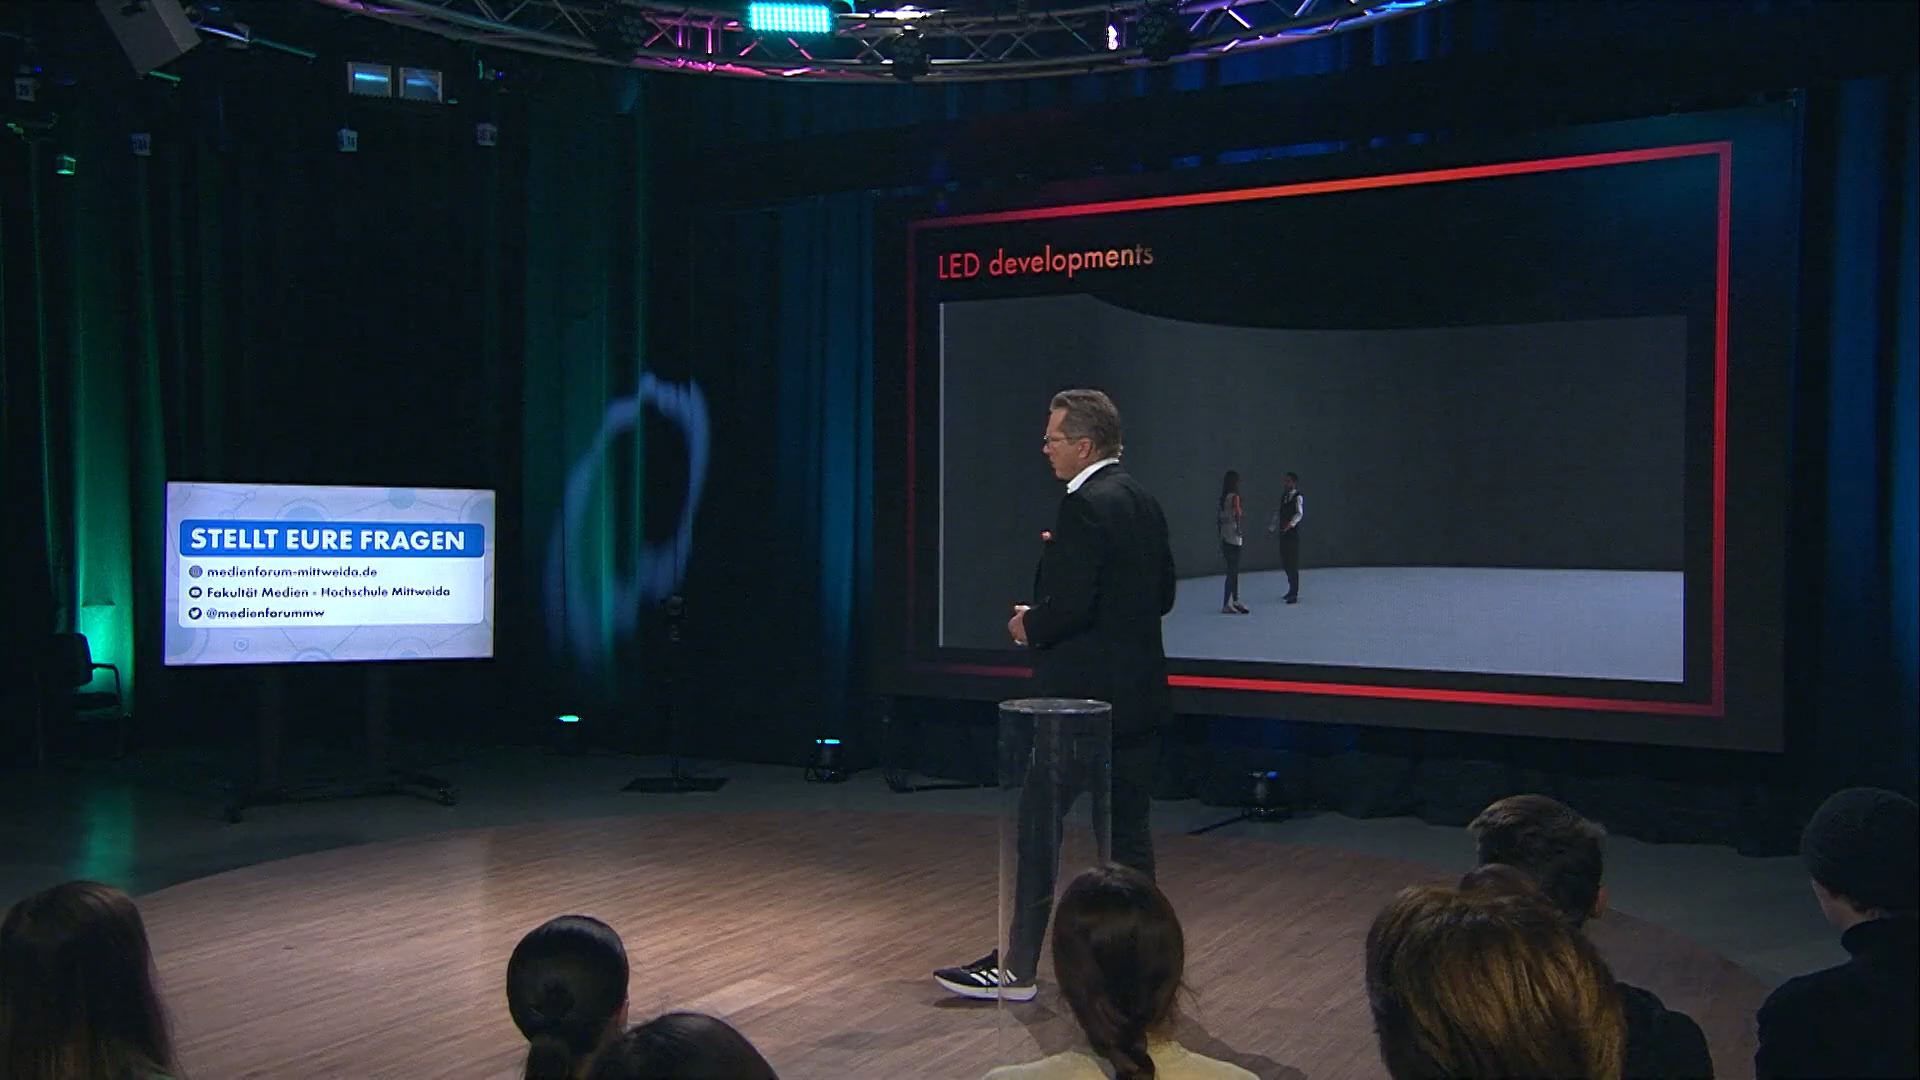 LED developments
STELLT EURE FRAGEN
medienforum-mittweida.de
Fakultät Medien - Hochschule Mittweida
@medienforummw